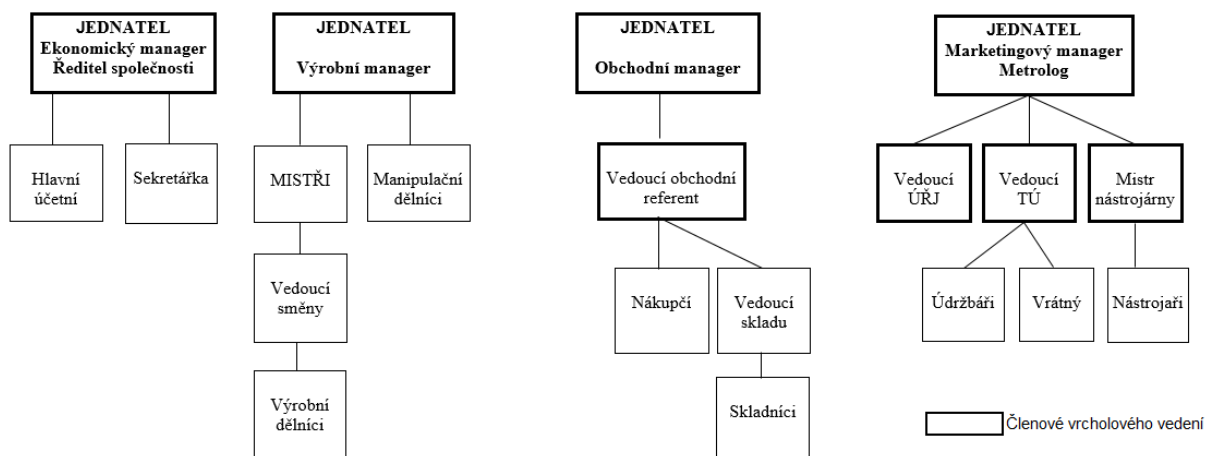 JEDNATEL
Ekonomický manager
Ředitel společnosti
JEDNATEL
Výrobní manager
JEDNATEL
Obchodní manager
JEDNATEL
Marketingový manager
Metrolog
Hlavní
účetní
Sekretářka
MISTŘI
Manipulační
dělníci
Vedoucí obchodní
referent
Vedoucí
ÚŘJ
Vedoucí
TÚ
Mistr
nástrojárny
Vedoucí
směny
Nákupčí
Vedoucí
skladu
Údržbáři
Vrátný
Nástrojaři
Výrobní
dělníci
Skladníci
Členové vrcholového vedení